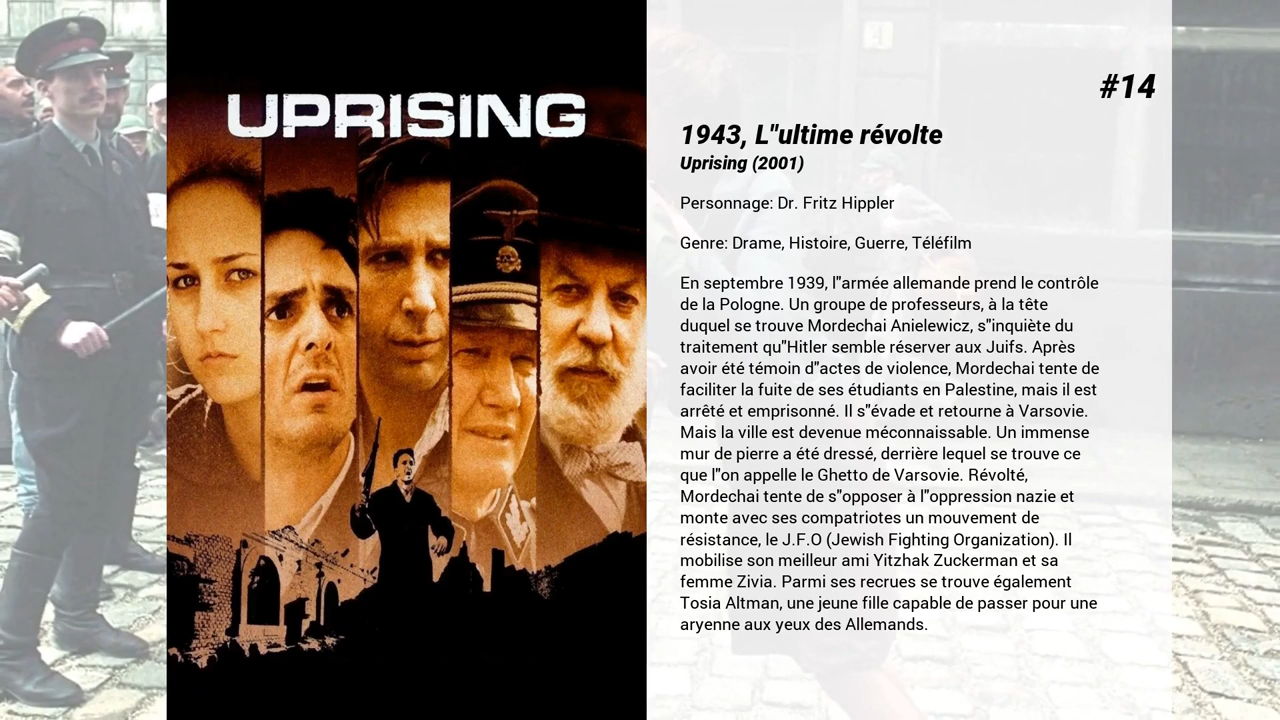 UPRISING
#14
1943, L"ultime révolte
Uprising (2001)
Personnage: Dr. Fritz Hippler
Genre: Drame, Histoire, Guerre, Téléfilm
En septembre 1939, l"armée allemande prend le contrôle
de la Pologne. Un groupe de professeurs, à la tête
duquel se trouve Mordechai Anielewicz, s"inquiète du
traitement qu"Hitler semble réserver aux Juifs. Après
avoir été témoin d"actes de violence, Mordechai tente de
faciliter la fuite de ses étudiants en Palestine, mais il est
arrêté et emprisonné. Il s"évade et retourne à Varsovie.
Mais la ville est devenue méconnaissable. Un immense
mur de pierre a été dressé, derrière lequel se trouve ce
que l"on appelle le Ghetto de Varsovie. Révolté,
Mordechai tente de s"opposer à l"oppression nazie et
monte avec ses compatriotes un mouvement de
résistance, le J.F.O (Jewish Fighting Organization). Il
mobilise son meilleur ami Yitzhak Zuckerman et sa
femme Zivia. Parmi ses recrues se trouve également
Tosia Altman, une jeune fille capable de passer pour une
aryenne aux yeux des Allemands.